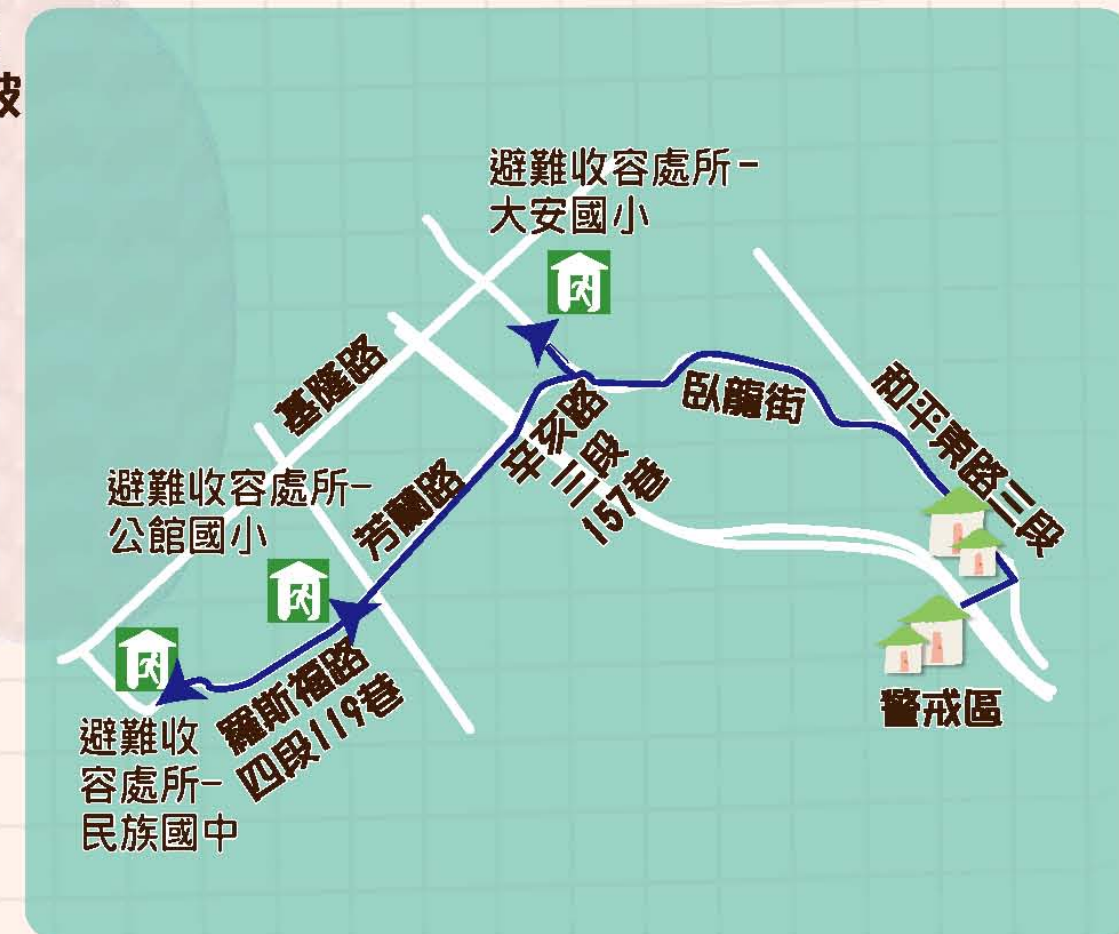 坡
避難收容處所-
大安國小
基隆路
臥龍街
和平東路三段
辛亥路
三段
157巷
避難收容處所-
公館國小
芳蘭路
羅斯福路
四段119巷
避難收
容處所-
民族國中
警戒區